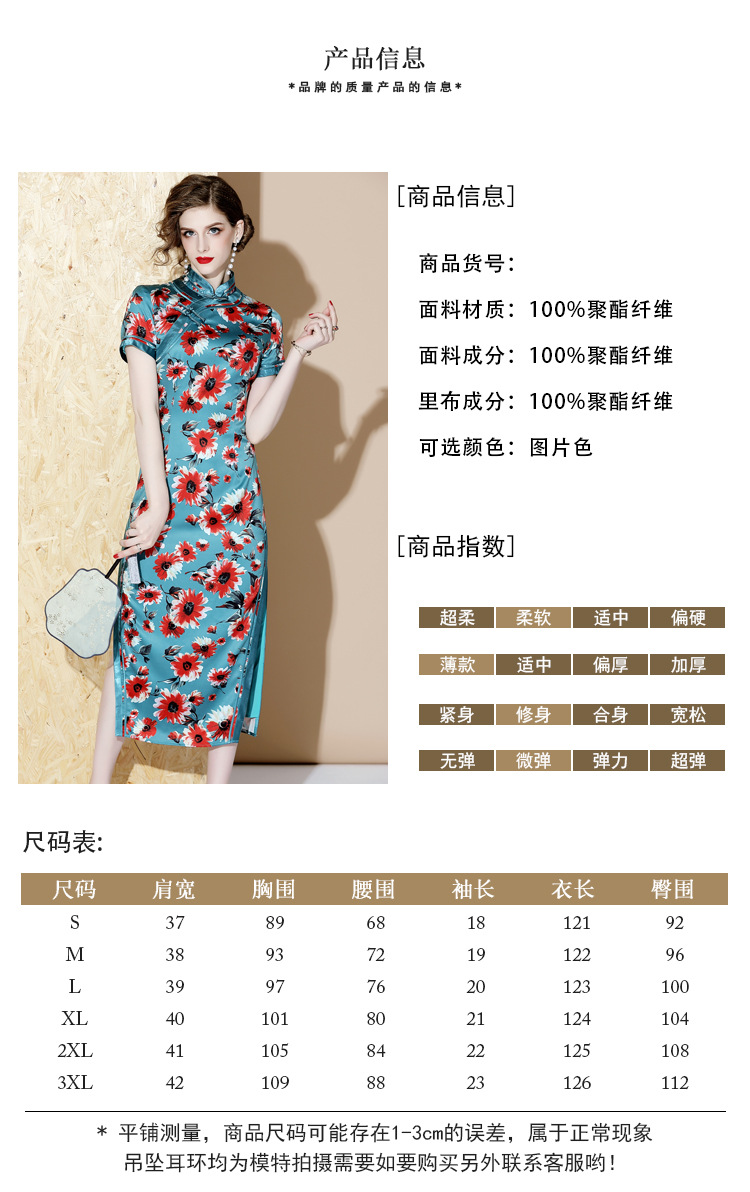 产品信息
*品牌的质量产品的信息*
[商品信息]
商品货号：
面料材质：100%聚酯纤维
面料成分：100%聚酯纤维
里布成分：100%聚酯纤维
可选颜色：图片色
[商品指数]
超柔 柔软 适中 偏硬
薄款 适中 偏厚 加厚
紧身 修身 合身 宽松
无弹 微弹 弹力 超弹
尺码表:
尺码 肩宽 胸围 腰围 袖长 衣长 臀围
S 37 89 68 18 121 92
M 38 93 72 19 122 96
L 39 97 76 20 123 100
XL 40 101 80 21 124 104
2XL 41 105 84 22 125 108
3XL 42 109 88 23 126 112
* 平铺测量，商品尺码可能存在1-3cm的误差，属于正常现象
吊坠耳环均为模特拍摄需要如要购买另外联系客服哟！